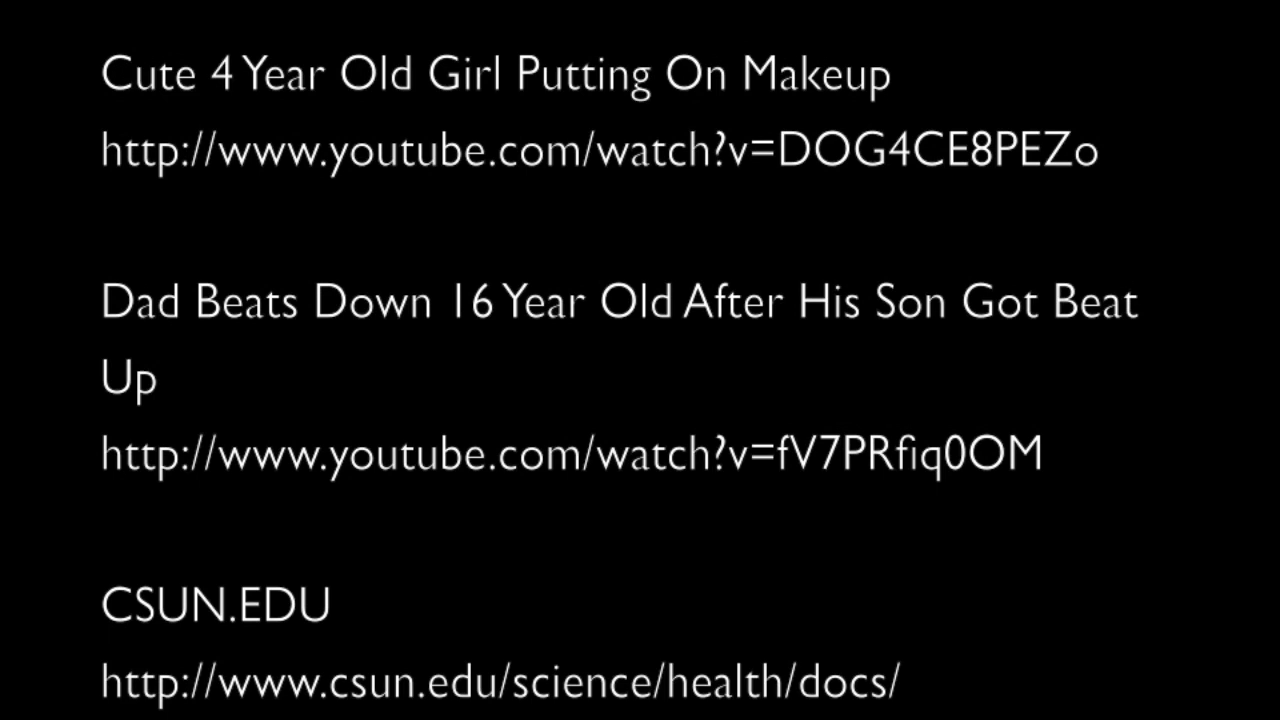 Cute 4 Year Old Girl Putting On Makeup
http://www.youtube.com/watch?v=DOG4CE8PEZo
Dad Beats Down 16 Year Old After His Son Got Beat
Up
http://www.youtube.com/watch?v=fV7PRfiq0OM
CSUN.EDU
http://www.csun.edu/science/health/docs/